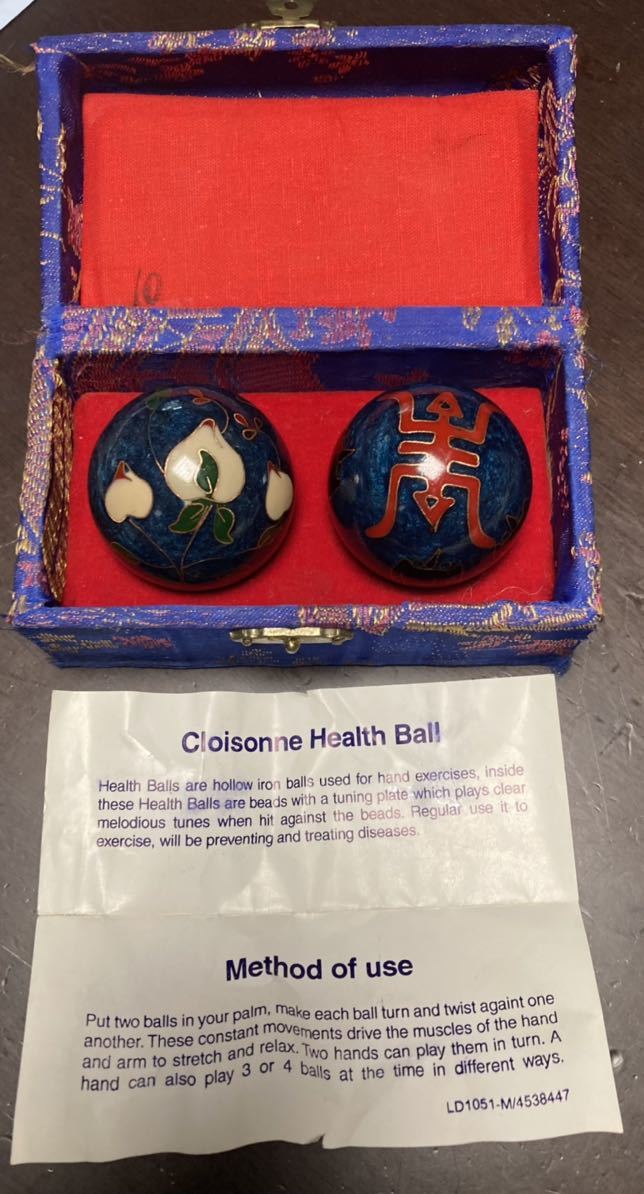 10
Cloisonne Health Ball
Health Balls are hollow iron balls used for hand exercises, inside
these Health Balls are beads with a tuning plate which plays clear
melodious tunes when hit against the beads. Regular use it to
exercise, will be preventing and treating diseases.
Method of use
Put two balls in your palm, make each ball turn and twist againt one
another. These constant movements drive the muscles of the hand
and arm to stretch and relax. Two hands can play them in turn. A
hand can also play 3 or 4 balls at the time in different ways.
LD1051-M/4538447